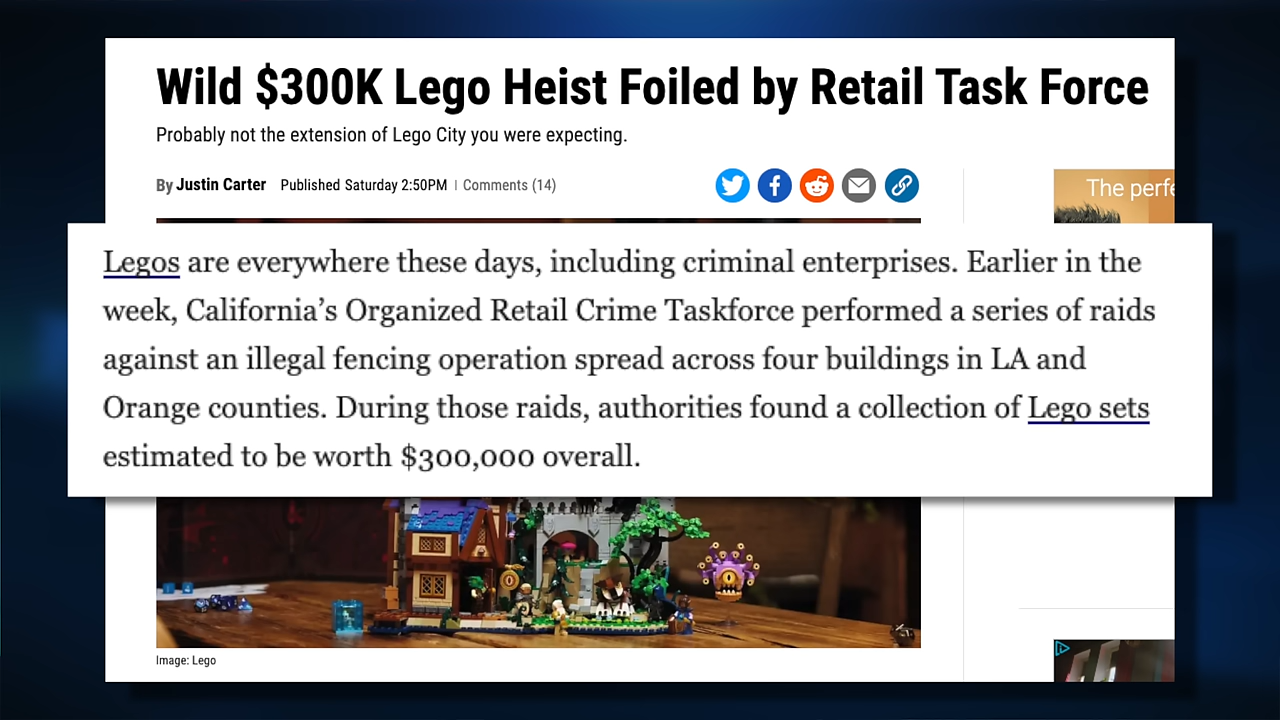 Wild $300K Lego Heist Foiled by Retail Task Force
Probably not the extension of Lego City you were expecting.
By Justin Carter Published Saturday 2:50PM | Comments (14)
The perfe
Legos are everywhere these days, including criminal enterprises. Earlier in the
week, California’s Organized Retail Crime Taskforce performed a series of raids
against an illegal fencing operation spread across four buildings in LA and
Orange counties. During those raids, authorities found a collection of Lego sets
estimated to be worth $300,000 overall.
Image: Lego